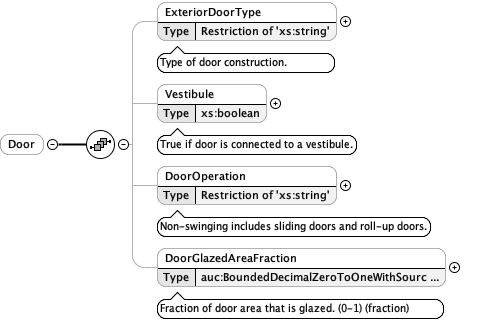 ExteriorDoorType
Type Restriction of 'xs:string'
Type of door construction.
Vestibule
Type xs:boolean
True if door is connected to a vestibule.
Door
DoorOperation
Type Restriction of 'xs:string'
Non-swinging includes sliding doors and roll-up doors.
DoorGlazedAreaFraction
Type auc:BoundedDecimalZeroToOneWithSourc ...
Fraction of door area that is glazed. (0-1) (fraction)